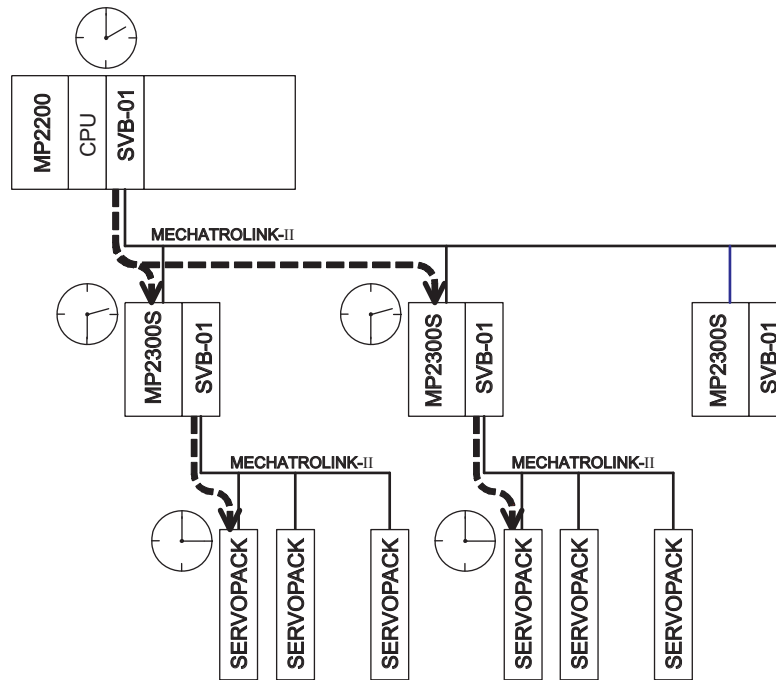 MP2200
CPU
SVB-01
MECHATROLINK-II
MP2300S
SVB-01
MP2300S
SVB-01
MP2300S
SVB-01
MECHATROLINK-II
MECHATROLINK-II
SERVOPACK
SERVOPACK
SERVOPACK
SERVOPACK
SERVOPACK
SERVOPACK